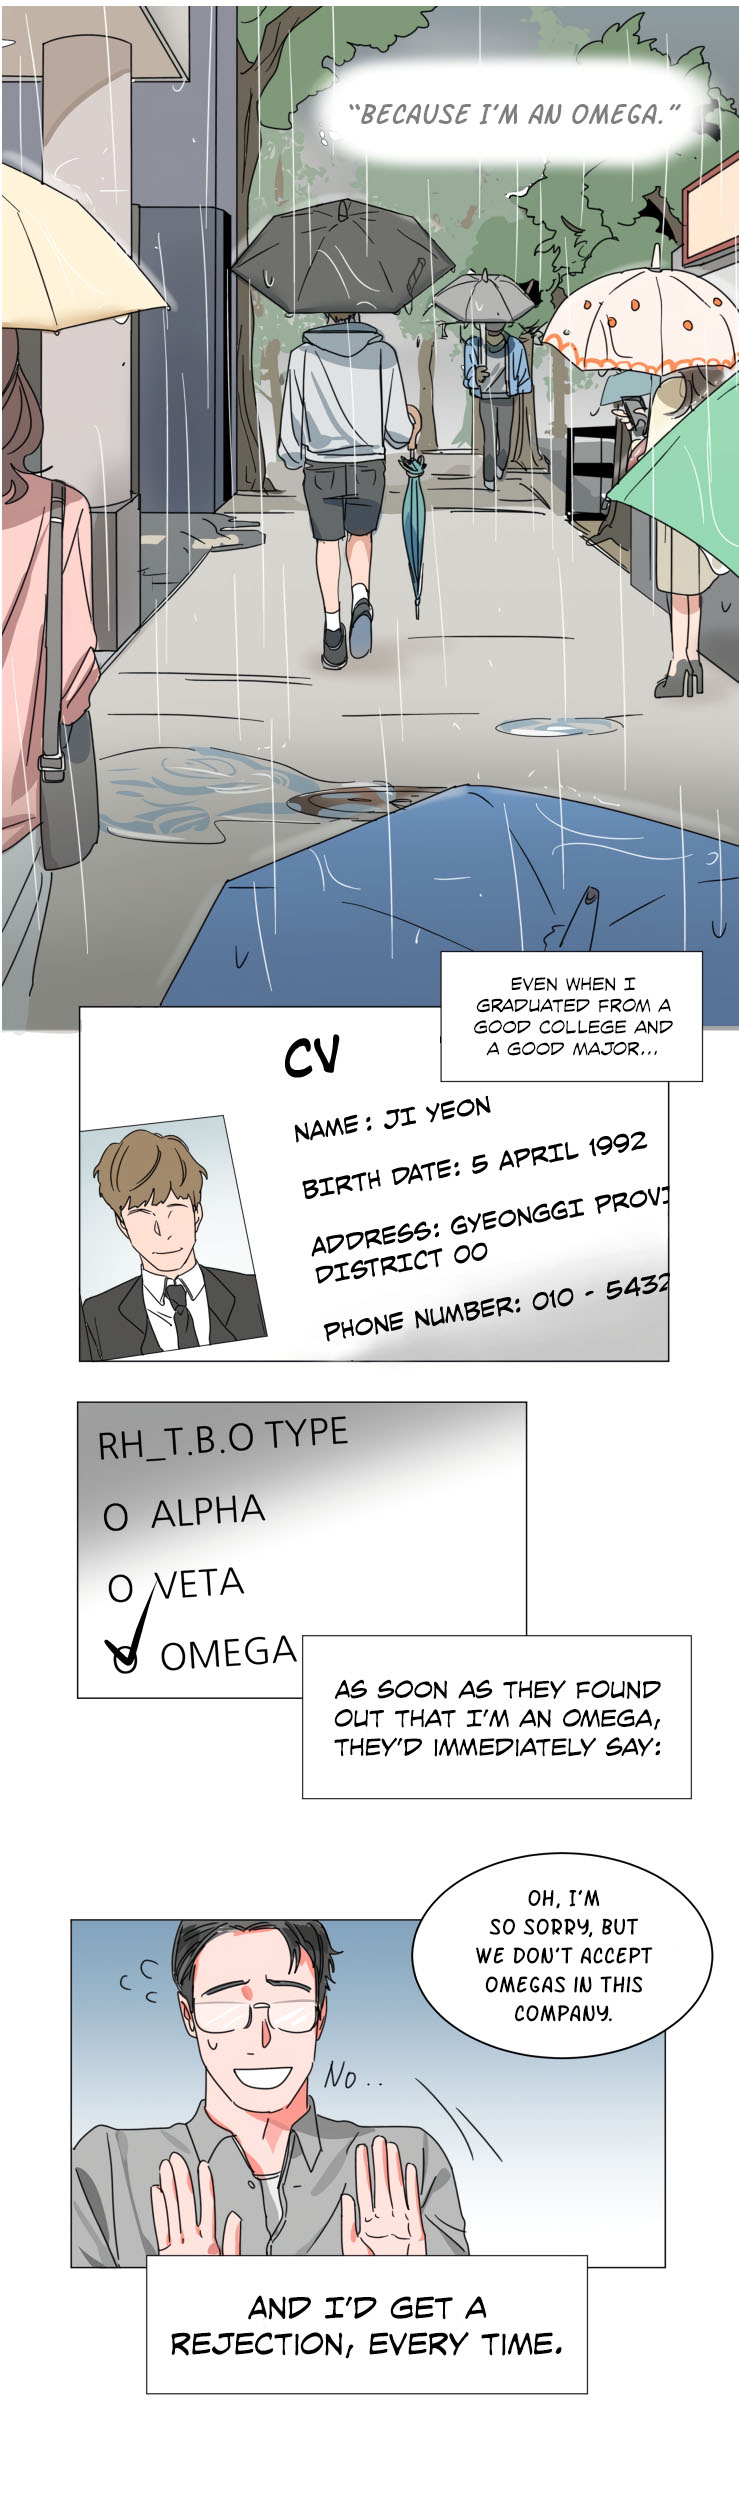 “BECAUSE I'M AN OMEGA.”
EVEN WHEN I
GRADUATED FROM A
GOOD COLLEGE AND
A GOOD MAJOR...
CV
NAME: JI YEON
BIRTH DATE: 5 APRIL 1992
ADDRESS: GYEONGGI PROVI
DISTRICT OO
PHONE NUMBER: 010 - 5432
RH_T.B.O TYPE
O ALPHA
O VETA
O OMEGA
AS SOON AS THEY FOUND
OUT THAT I'M AN OMEGA,
THEY'D IMMEDIATELY SAY:
OH, I'M
SO SORRY, BUT
WE DON'T ACCEPT
OMEGAS IN THIS
COMPANY.
No..
AND I'D GET A
REJECTION, EVERY TIME.